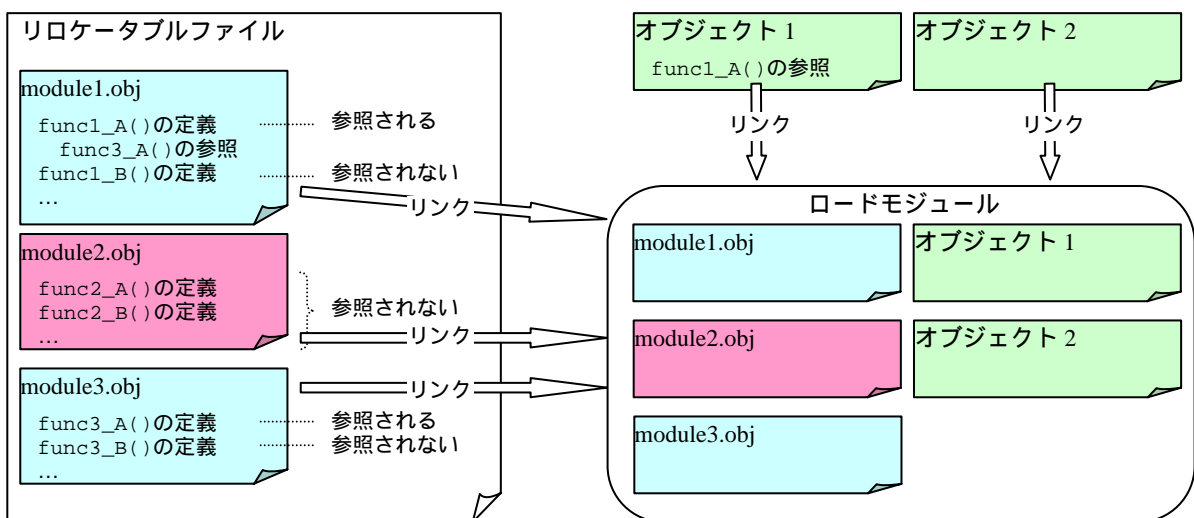 リロケータブルファイル
module1.obj
func1_A()の定義
参照される
func3_A()の参照
func1_B()の定義
参照されない
…
リンク
module2.obj
func2_A()の定義
func2_B()の定義
参照されない
…
リンク
module3.obj
リンク
func3_A()の定義
参照される
func3_B()の定義
参照されない
…
オブジェクト 1
func1_A()の参照
オブジェクト 2
リンク
リンク
ロードモジュール
module1.obj
オブジェクト 1
module2.obj
オブジェクト 2
module3.obj